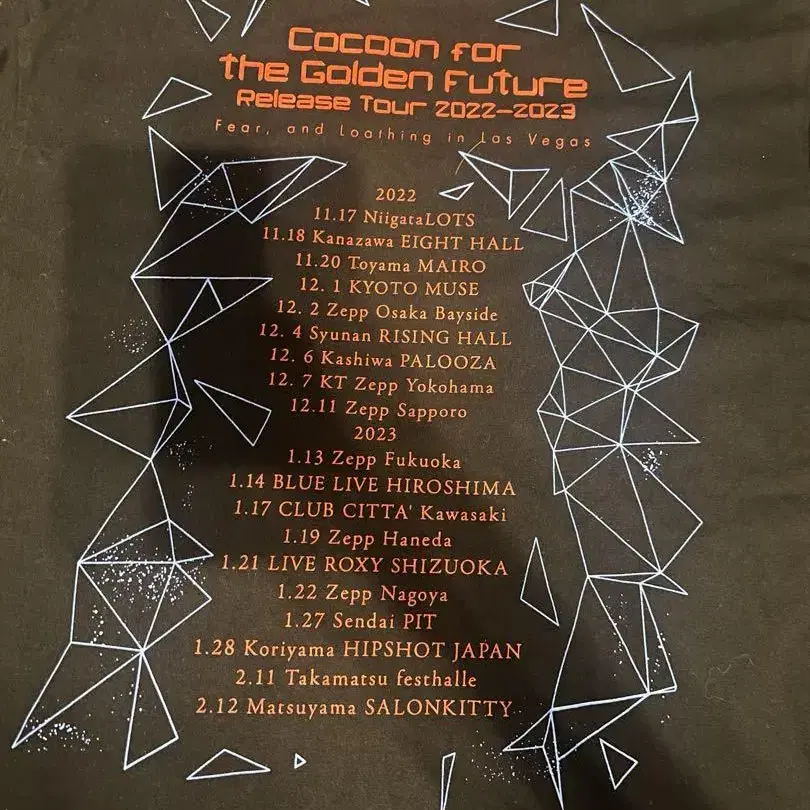 Cocoon for
the Golden Future
Release Tour 2022–2023
Fear, and Loathing in Las Vegas
2022
11.17 NiigataLOTS
11.18 Kanazawa EIGHT HALL
11.20 Toyama MAIRO
12. 1 KYOTO MUSE
12. 2 Zepp Osaka Bayside
12. 4 Syunan RISING HALL
12. 6 Kashiwa PALOOZA
12. 7 KT Zepp Yokohama
12.11 Zepp Sapporo
2023
1.13 Zepp Fukuoka
1.14 BLUE LIVE HIROSHIMA
1.17 CLUB CITTA' Kawasaki
1.19 Zepp Haneda
1.21 LIVE ROXY SHIZUOKA
1.22 Zepp Nagoya
1.27 Sendai PIT
1.28 Koriyama HIPSHOT JAPAN
2.11 Takamatsu festhalle
2.12 Matsuyama SALONKITTY